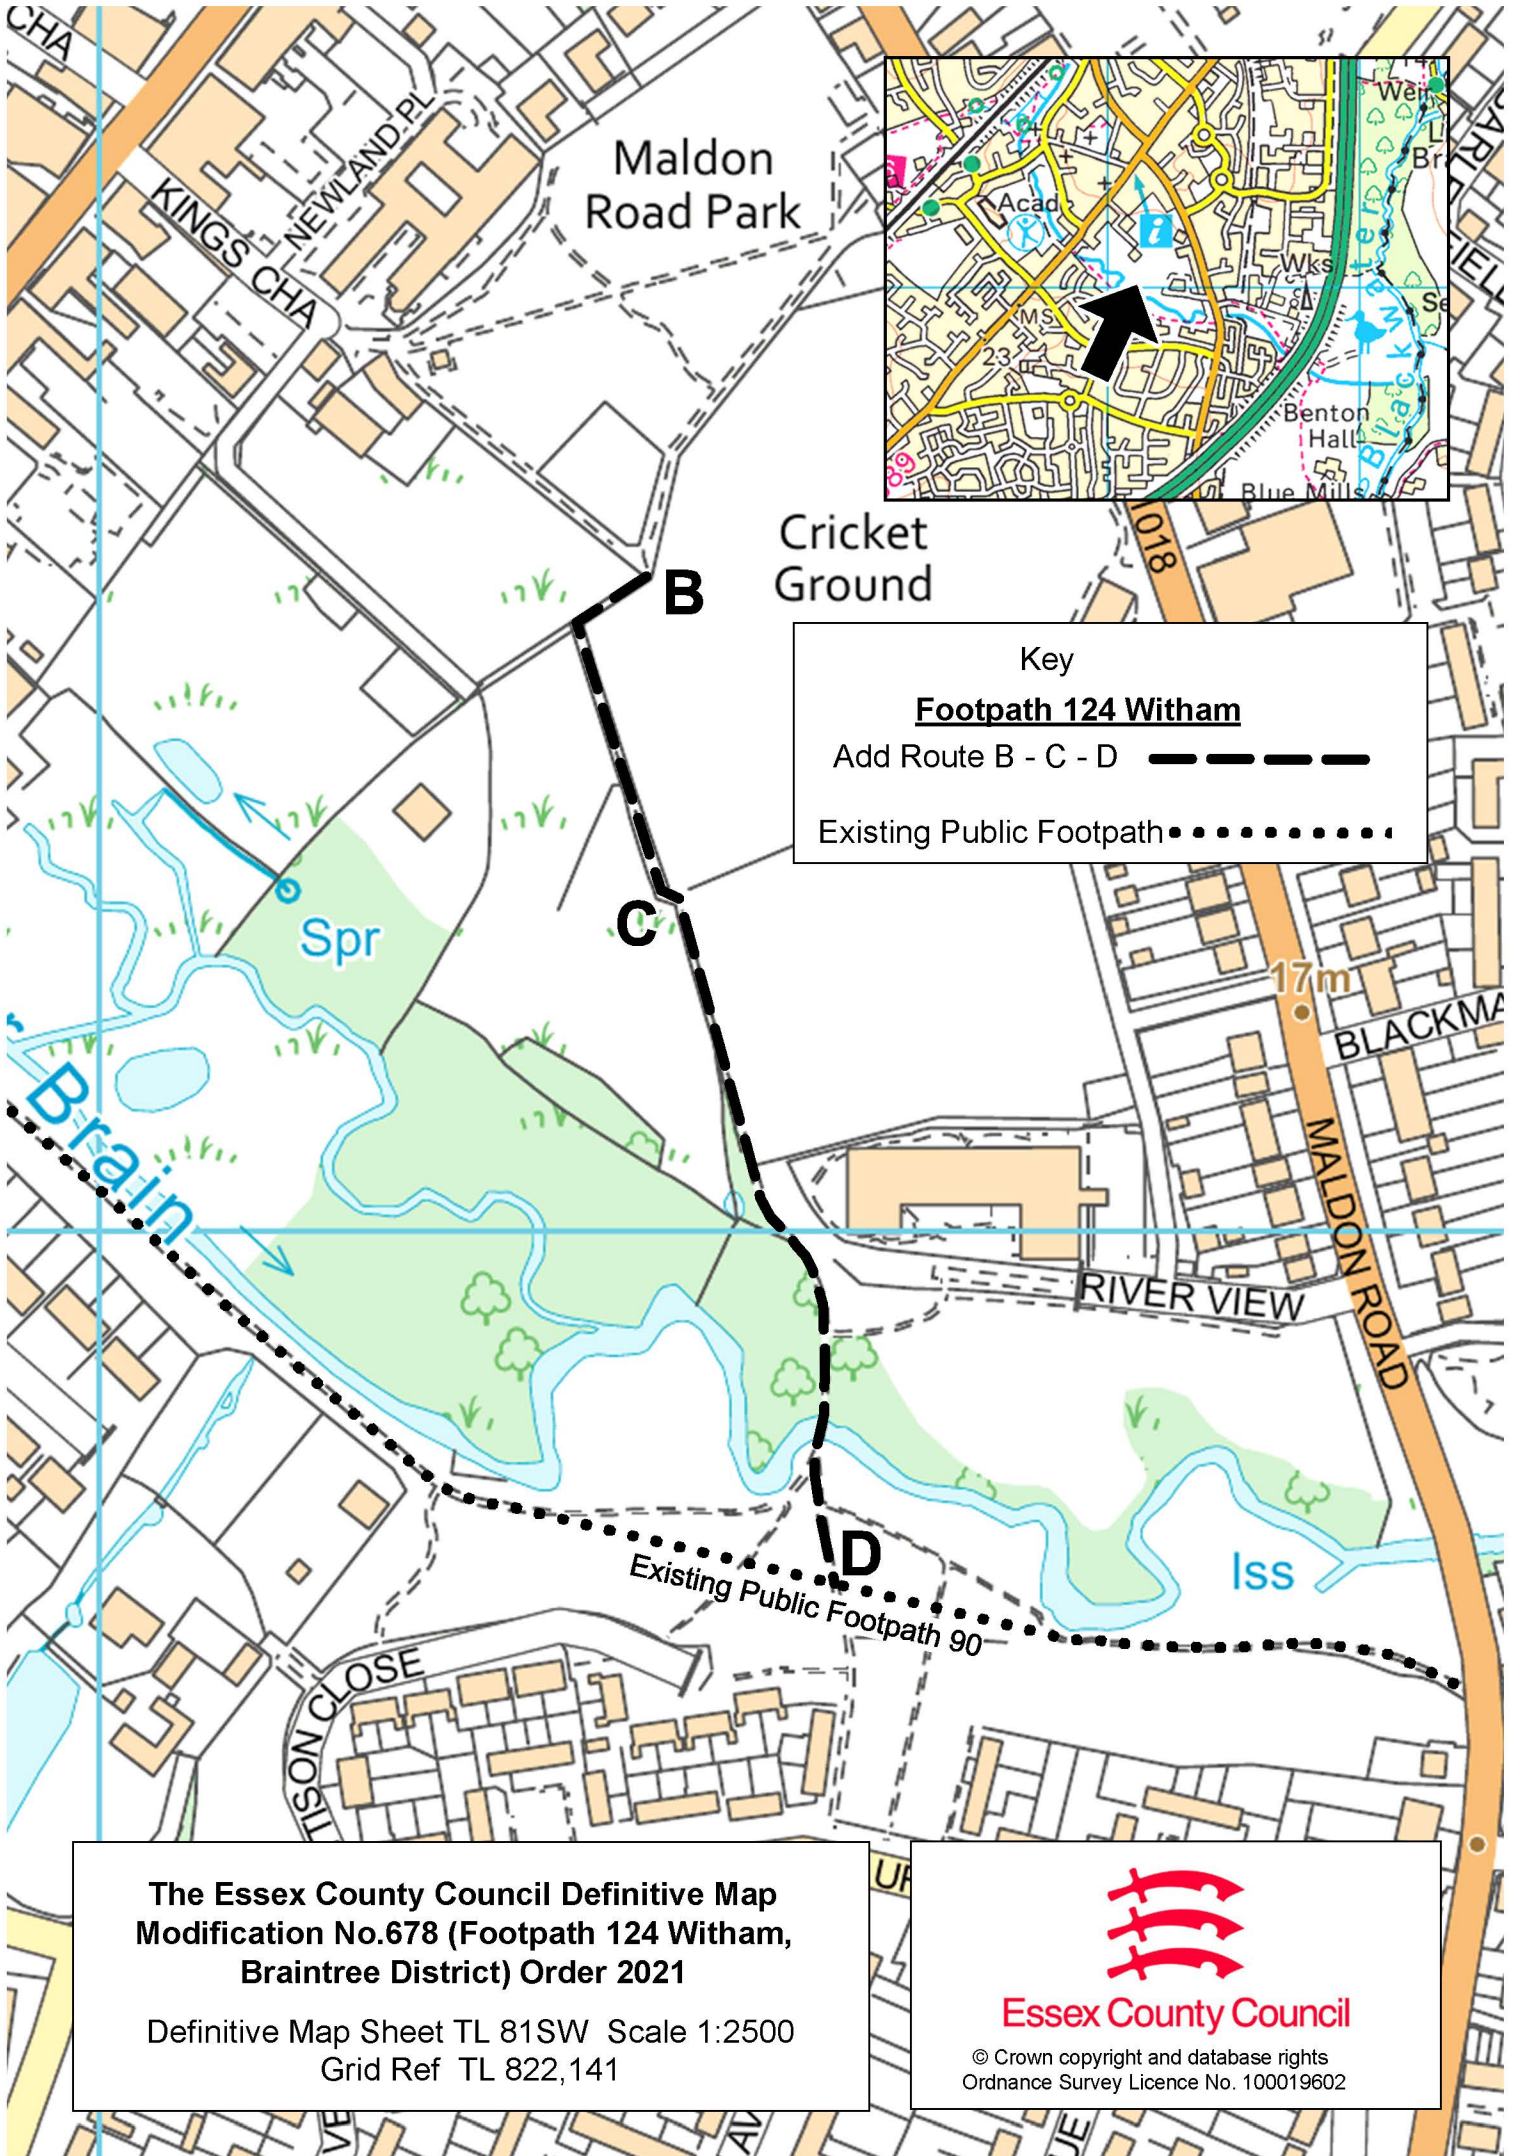 CHA
NEWLAND PL
KINGS CHA
Maldon
Road Park
Weir
Acad
Wks
MS
23
Benton
Hall
Blue Mills
Blackwater
89
Cricket
Ground
1018
B
Key
Footpath 124 Witham
Add Route B - C - D
Existing Public Footpath
C
Spr
17m
BLACKMA
Brain
MALDON ROAD
RIVER VIEW
D
Iss
Existing Public Footpath 90
TISON CLOSE
The Essex County Council Definitive Map
Modification No.678 (Footpath 124 Witham,
Braintree District) Order 2021
Definitive Map Sheet TL 81SW Scale 1:2500
Grid Ref TL 822,141
Essex County Council
© Crown copyright and database rights
Ordnance Survey Licence No. 100019602